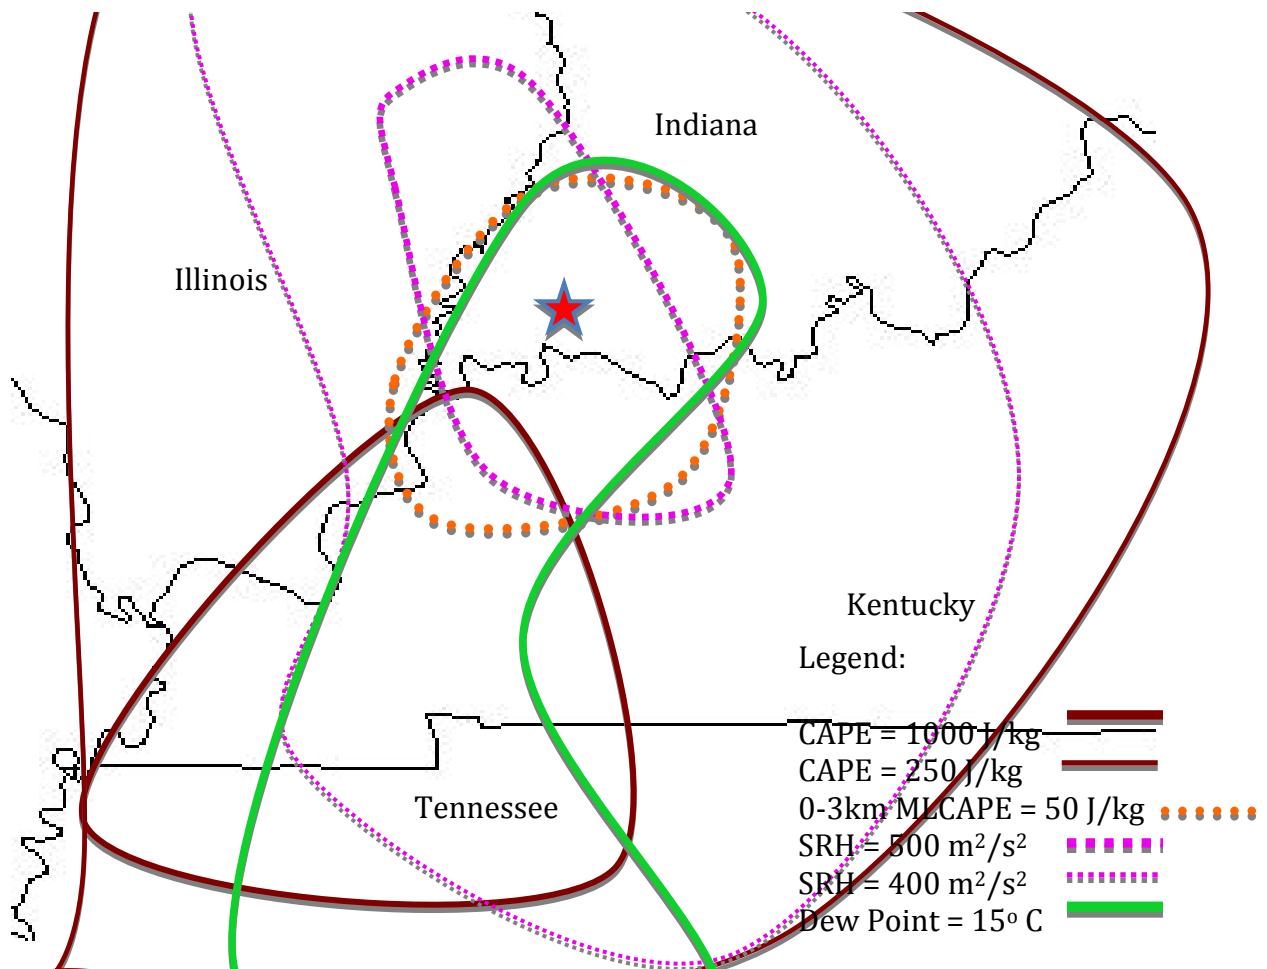 Indiana
Illinois
Kentucky
Legend:
CAPE = 1000 J/kg
CAPE = 250 J/kg
Tennessee
0-3km MLCAPE = 50 J/kg
SRH = 500 m²/s²
SRH = 400 m²/s²
Dew Point = 15º C